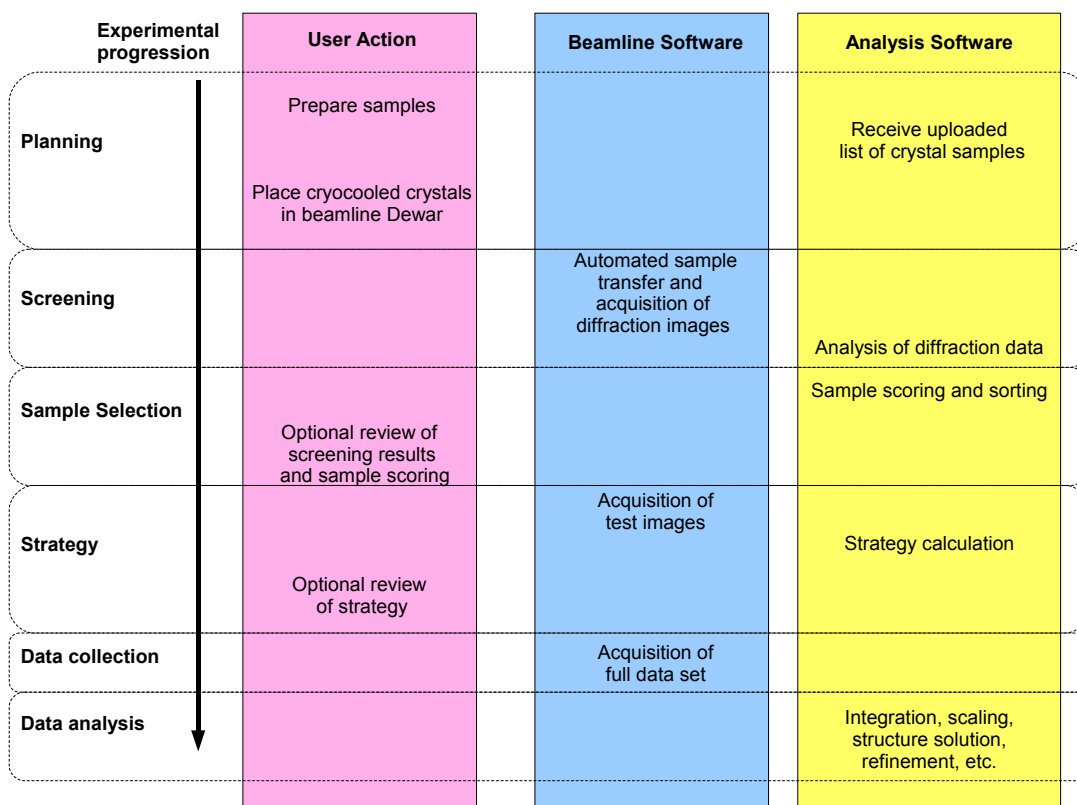 Experimental
progression
User Action
Beamline Software
Analysis Software
Planning
Prepare samples
Receive uploaded
list of crystal samples
Place cryocooled crystals
in beamline Dewar
Screening
Automated sample
transfer and
acquisition of
diffraction images
Analysis of diffraction data
Sample Selection
Sample scoring and sorting
Optional review of
screening results
and sample scoring
Strategy
Acquisition of
test images
Strategy calculation
Optional review
of strategy
Data collection
Acquisition of
full data set
Data analysis
Integration, scaling,
structure solution,
refinement, etc.